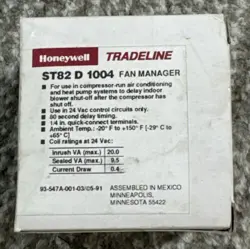 Honeywell TRADELINE
ST82 D 1004 FAN MANAGER
• For use in compressor-run air conditioning
and heat pump systems to delay indoor
blower shut-off after the compressor has
shut off.
• Use in 24 Vac control circuits only.
• 80 second delay timing.
• 1/4 in. quick-connect terminals.
• Ambient Temp.: -20° F to +150° F [-29° C to
+65° C]
• Coil ratings at 24 Vac:
Inrush VA (max.) 20.0
Sealed VA (max.) 9.5
Current Draw 0.4
93-547A-001-03/05-91 ASSEMBLED IN MEXICO
MINNEAPOLIS,
MINNESOTA 55422